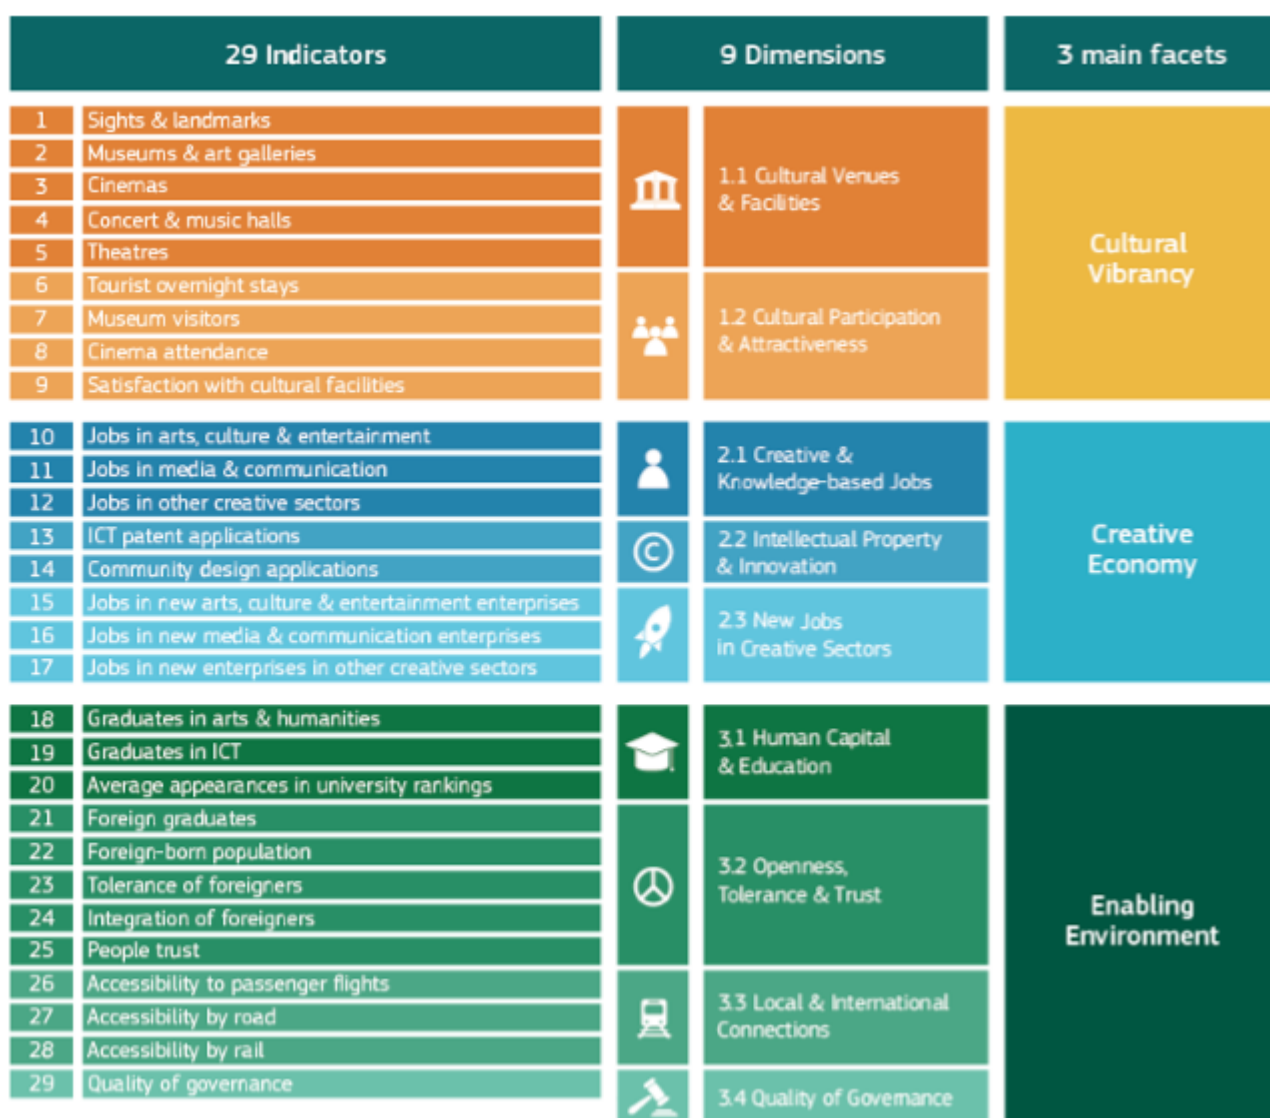 29 Indicators
9 Dimensions
3 main facets
1 Sights & landmarks
2 Museums & art galleries
3 Cinemas
4 Concert & music halls
5 Theatres
1.1 Cultural Venues
& Facilities
6 Tourist overnight stays
7 Museum visitors
8 Cinema attendance
9 Satisfaction with cultural facilities
1.2 Cultural Participation
& Attractiveness
Cultural
Vibrancy
10 Jobs in arts, culture & entertainment
11 Jobs in media & communication
12 Jobs in other creative sectors
2.1 Creative &
Knowledge-based Jobs
13 ICT patent applications
14 Community design applications
©
2.2 Intellectual Property
& Innovation
15 Jobs in new arts, culture & entertainment enterprises
16 Jobs in new media & communication enterprises
17 Jobs in new enterprises in other creative sectors
2.3 New Jobs
in Creative Sectors
Creative
Economy
18 Graduates in arts & humanities
19 Graduates in ICT
20 Average appearances in university rankings
3.1 Human Capital
& Education
21 Foreign graduates
22 Foreign-born population
23 Tolerance of foreigners
24 Integration of foreigners
25 People trust
3.2 Openness,
Tolerance & Trust
26 Accessibility to passenger flights
27 Accessibility by road
28 Accessibility by rail
3.3 Local & International
Connections
29 Quality of governance
3.4 Quality of Governance
Enabling
Environment